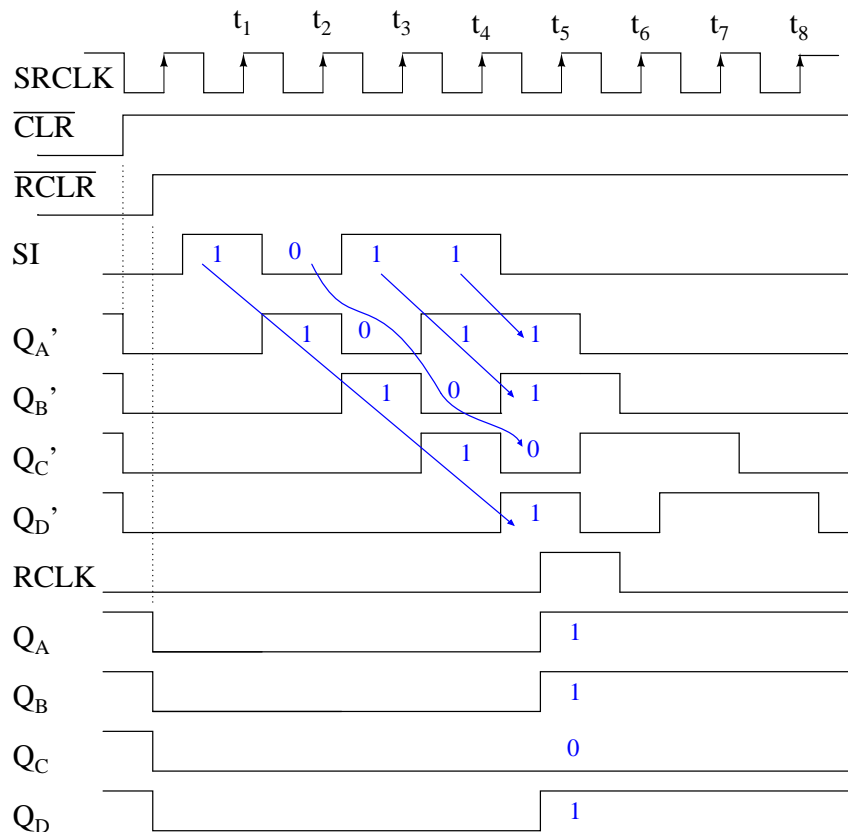 t1 t2 t3 t4 t5 t6 t7 t8
SRCLK
CLR
RCLR
SI 1 0 1 1
QA' 1 0 1 1
QB' 1 0 1
QC' 1 0
QD' 1
RCLK
QA 1
QB 1
QC 0
QD 1